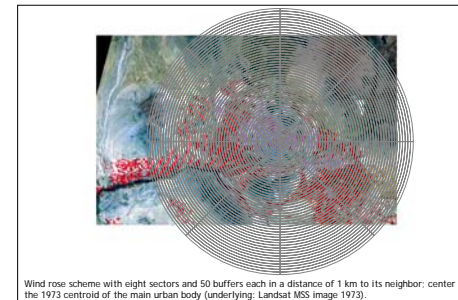 Wind rose scheme with eight sectors and 50 buffers each in a distance of 1 km to its neighbor; center
the 1973 centroid of the main urban body (underlying: Landsat MSS image 1973).